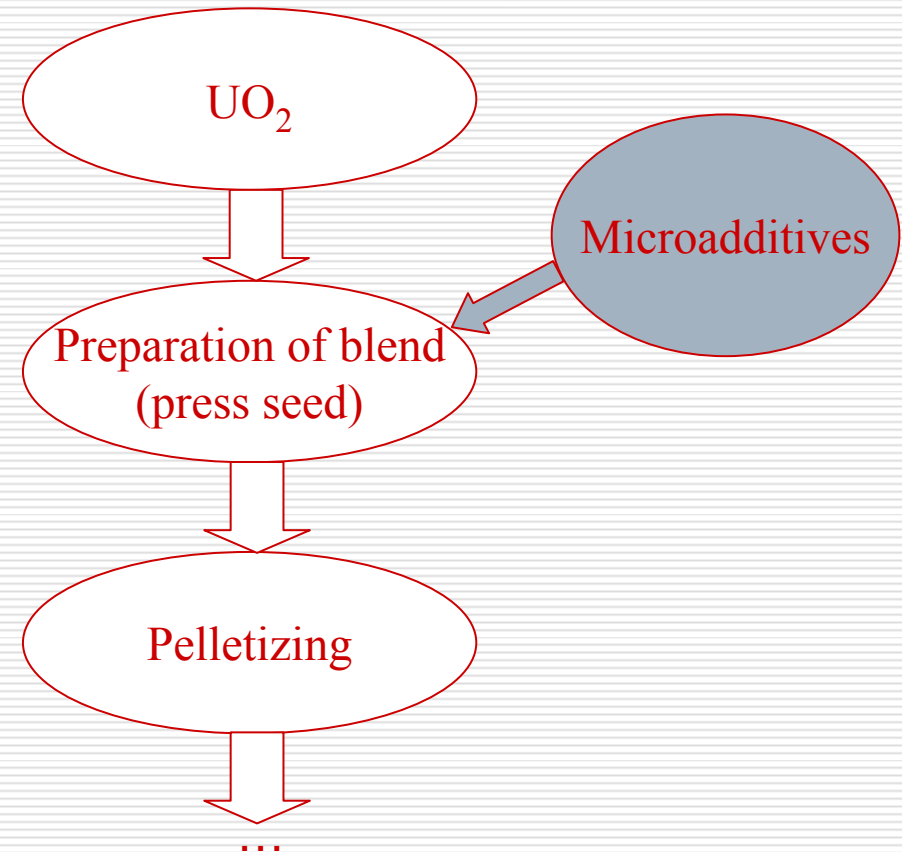 UO₂
Microadditives
Preparation of blend
(press seed)
Pelletizing
...